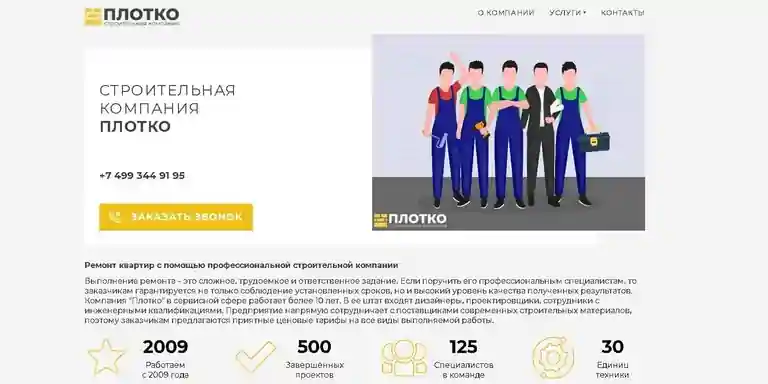 ПЛОТКО
строительная компания
О КОМПАНИИ УСЛУГИ КОНТАКТЫ
СТРОИТЕЛЬНАЯ
КОМПАНИЯ
ПЛОТКО
+7 499 344 91 95
ЗАКАЗАТЬ ЗВОНОК
ПЛОТКО
Ремонт квартир с помощью профессиональной строительной компании
Выполнение ремонта - это сложное, трудоемкое и ответственное задание. Если поручить его профессиональным специалистам, то
заказчикам гарантируется не только соблюдение установленных сроков, но и высокий уровень качества полученных результатов.
Компания "Плотко" в сервисной сфере работает более 10 лет. В ее штат входят дизайнеры, проектировщики, сотрудники с
инженерными квалификациями. Предприятие напрямую сотрудничает с поставщиками современных строительных материалов,
поэтому заказчикам предлагаются приятные ценовые тарифы на все виды выполняемой работы.
2009 500 125 30
Работаем Завершённых Специалистов Единиц
с 2009 года проектов в команде техники